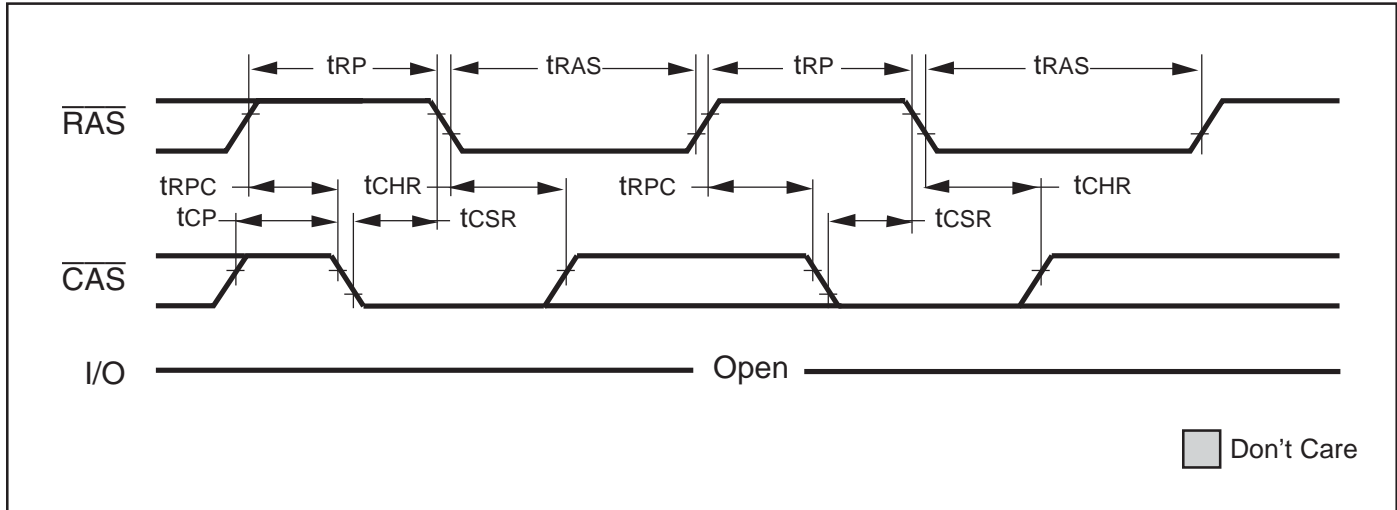 tRP tRAS tRP tRAS
RAS
tRPC tCHR tRPC tCHR
tCP tCSR tCSR
CAS
I/O Open
Don't Care